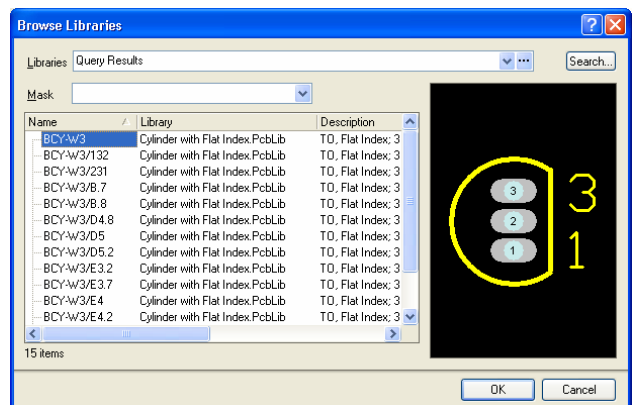 Browse Libraries
Libraries Query Results Search...
Mask
Name Library Description
BCY-W3 Cylinder with Flat Index.PcbLib TO, Flat Index; 3
BCY-W3/132 Cylinder with Flat Index.PcbLib TO, Flat Index; 3
BCY-W3/231 Cylinder with Flat Index.PcbLib TO, Flat Index; 3
BCY-W3/B.7 Cylinder with Flat Index.PcbLib TO, Flat Index; 3
BCY-W3/B.8 Cylinder with Flat Index.PcbLib TO, Flat Index; 3
BCY-W3/D4.8 Cylinder with Flat Index.PcbLib TO, Flat Index; 3
BCY-W3/D5 Cylinder with Flat Index.PcbLib TO, Flat Index; 3
BCY-W3/D5.2 Cylinder with Flat Index.PcbLib TO, Flat Index; 3
BCY-W3/E3.2 Cylinder with Flat Index.PcbLib TO, Flat Index; 3
BCY-W3/E3.7 Cylinder with Flat Index.PcbLib TO, Flat Index; 3
BCY-W3/E4 Cylinder with Flat Index.PcbLib TO, Flat Index; 3
BCY-W3/E4.2 Cylinder with Flat Index.PcbLib TO, Flat Index; 3
15 items
3 3
2
1 1
OK Cancel